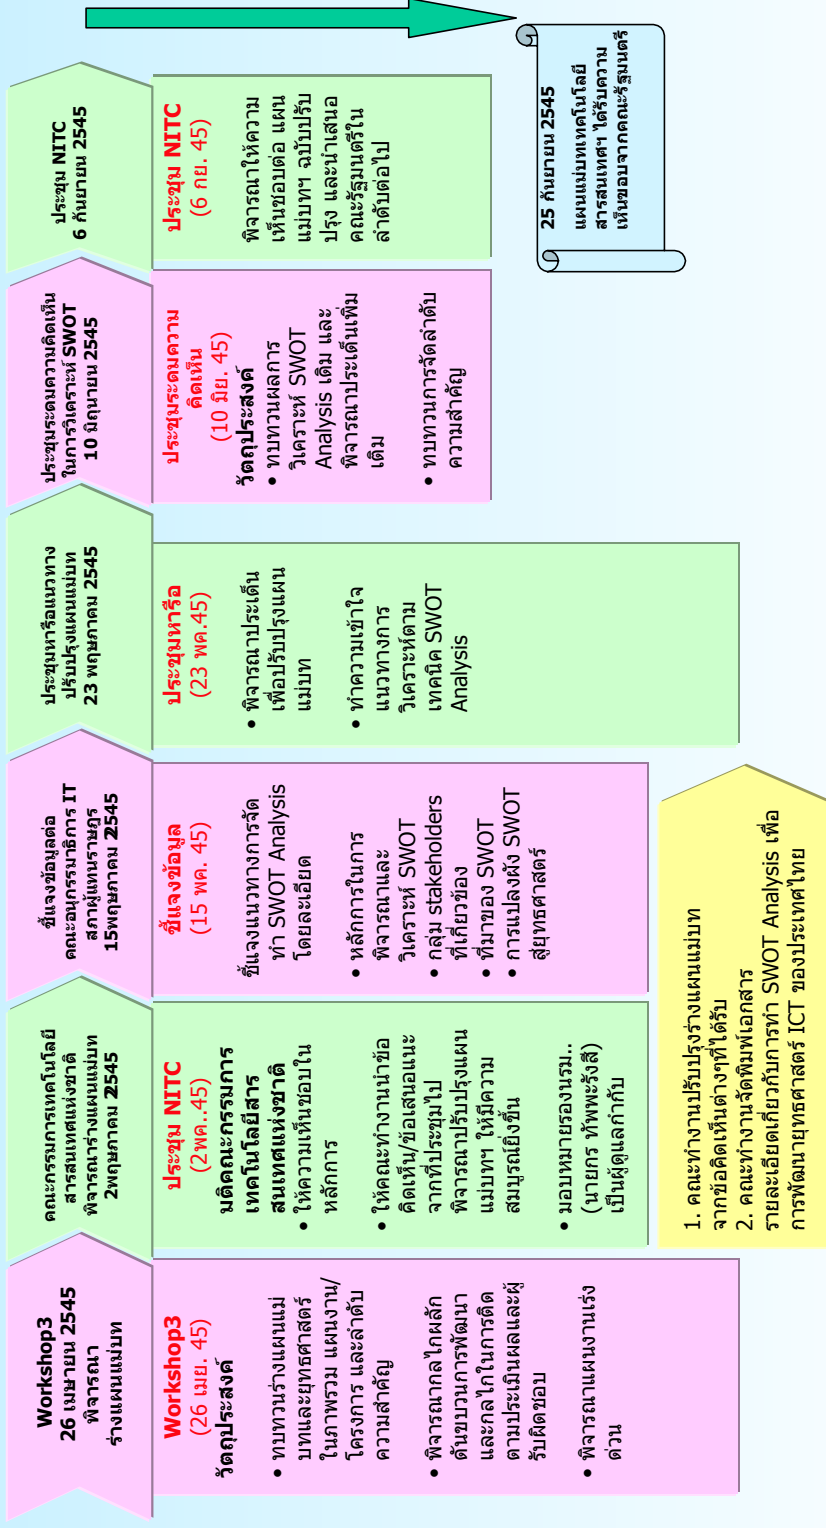 Workshop3
26 เมษายน 2545
พิจารณา
ร่างแผนแม่บท
Workshop3
(26 เมย. 45)
วัตถุประสงค์
• ทบทวนร่างแผนแม่
บทและยุทธศาสตร์
ในภาพรวม แผนงาน/
โครงการ และลำดับ
ความสำคัญ
• พิจารณากลไกผลัก
ดันขบวนการพัฒนา
และกลไกในการติด
ตามประเมินผลและผู้
รับผิดชอบ
• พิจารณาแผนงานเร่ง
ด่วน
คณะกรรมการเทคโนโลยี
สารสนเทศแห่งชาติ
พิจารณาร่างแผนแม่บท
2พฤษภาคม 2545
ประชุม NITC
(2พค..45)
มติคณะกรรมการ
เทคโนโลยีสาร
สนเทศแห่งชาติ
• ให้ความเห็นชอบใน
หลักการ
• ให้คณะทำงานนำข้อ
คิดเห็น/ข้อเสนอแนะ
จากที่ประชุมไป
พิจารณาปรับปรุงแผน
แม่บทฯ ให้มีความ
สมบูรณ์ยิ่งขึ้น
• มอบหมายรองนรม..
(นายกร ทัพพะรังสี)
เป็นผู้ดูแลกำกับ
ชี้แจงข้อมูลต่อ
คณะอนุกรรมาธิการ IT
สภาผู้แทนราษฎร
15พฤษภาคม 2545
ชี้แจงข้อมูล
(15 พค. 45)
ชี้แจงแนวทางการจัด
ทำ SWOT Analysis
โดยละเอียด
• หลักการในการ
พิจารณาและ
วิเคราะห์ SWOT
• กลุ่ม stakeholders
ที่เกี่ยวข้อง
• ที่มาของ SWOT
• การแปลงผัง SWOT
สู่ยุทธศาสตร์
1. คณะทำงานปรับปรุงร่างแผนแม่บท
จากข้อคิดเห็นต่างๆที่ได้รับ
2. คณะทำงานจัดพิมพ์เอกสาร
รายละเอียดเกี่ยวกับการทำ SWOT Analysis เพื่อ
การพัฒนายุทธศาสตร์ ICT ของประเทศไทย
ประชุมหารือแนวทาง
ปรับปรุงแผนแม่บท
23 พฤษภาคม 2545
ประชุมหารือ
(23 พค.45)
• พิจารณาประเด็น
เพื่อปรับปรุงแผน
แม่บท
• ทำความเข้าใจ
แนวทางการ
วิเคราะห์ตาม
เทคนิค SWOT
Analysis
ประชุมระดมความคิดเห็น
ในการวิเคราะห์ SWOT
10 มิถุนายน 2545
ประชุมระดมความ
คิดเห็น
(10 มิย. 45)
วัตถุประสงค์
• ทบทวนผลการ
วิเคราะห์ SWOT
Analysis เดิม และ
พิจารณาประเด็นเพิ่ม
เดิม
• ทบทวนการจัดลำดับ
ความสำคัญ
ประชุม NITC
6 กันยายน 2545
ประชุม NITC
(6 กย. 45)
พิจารณาให้ความ
เห็นชอบต่อ แผน
แม่บทฯ ฉบับปรับ
ปรุง และนำเสนอ
คณะรัฐมนตรีใน
ลำดับต่อไป
25 กันยายน 2545
แผนแม่บทเทคโนโลยี
สารสนเทศฯ ได้รับความ
เห็นชอบจากคณะรัฐมนตรี